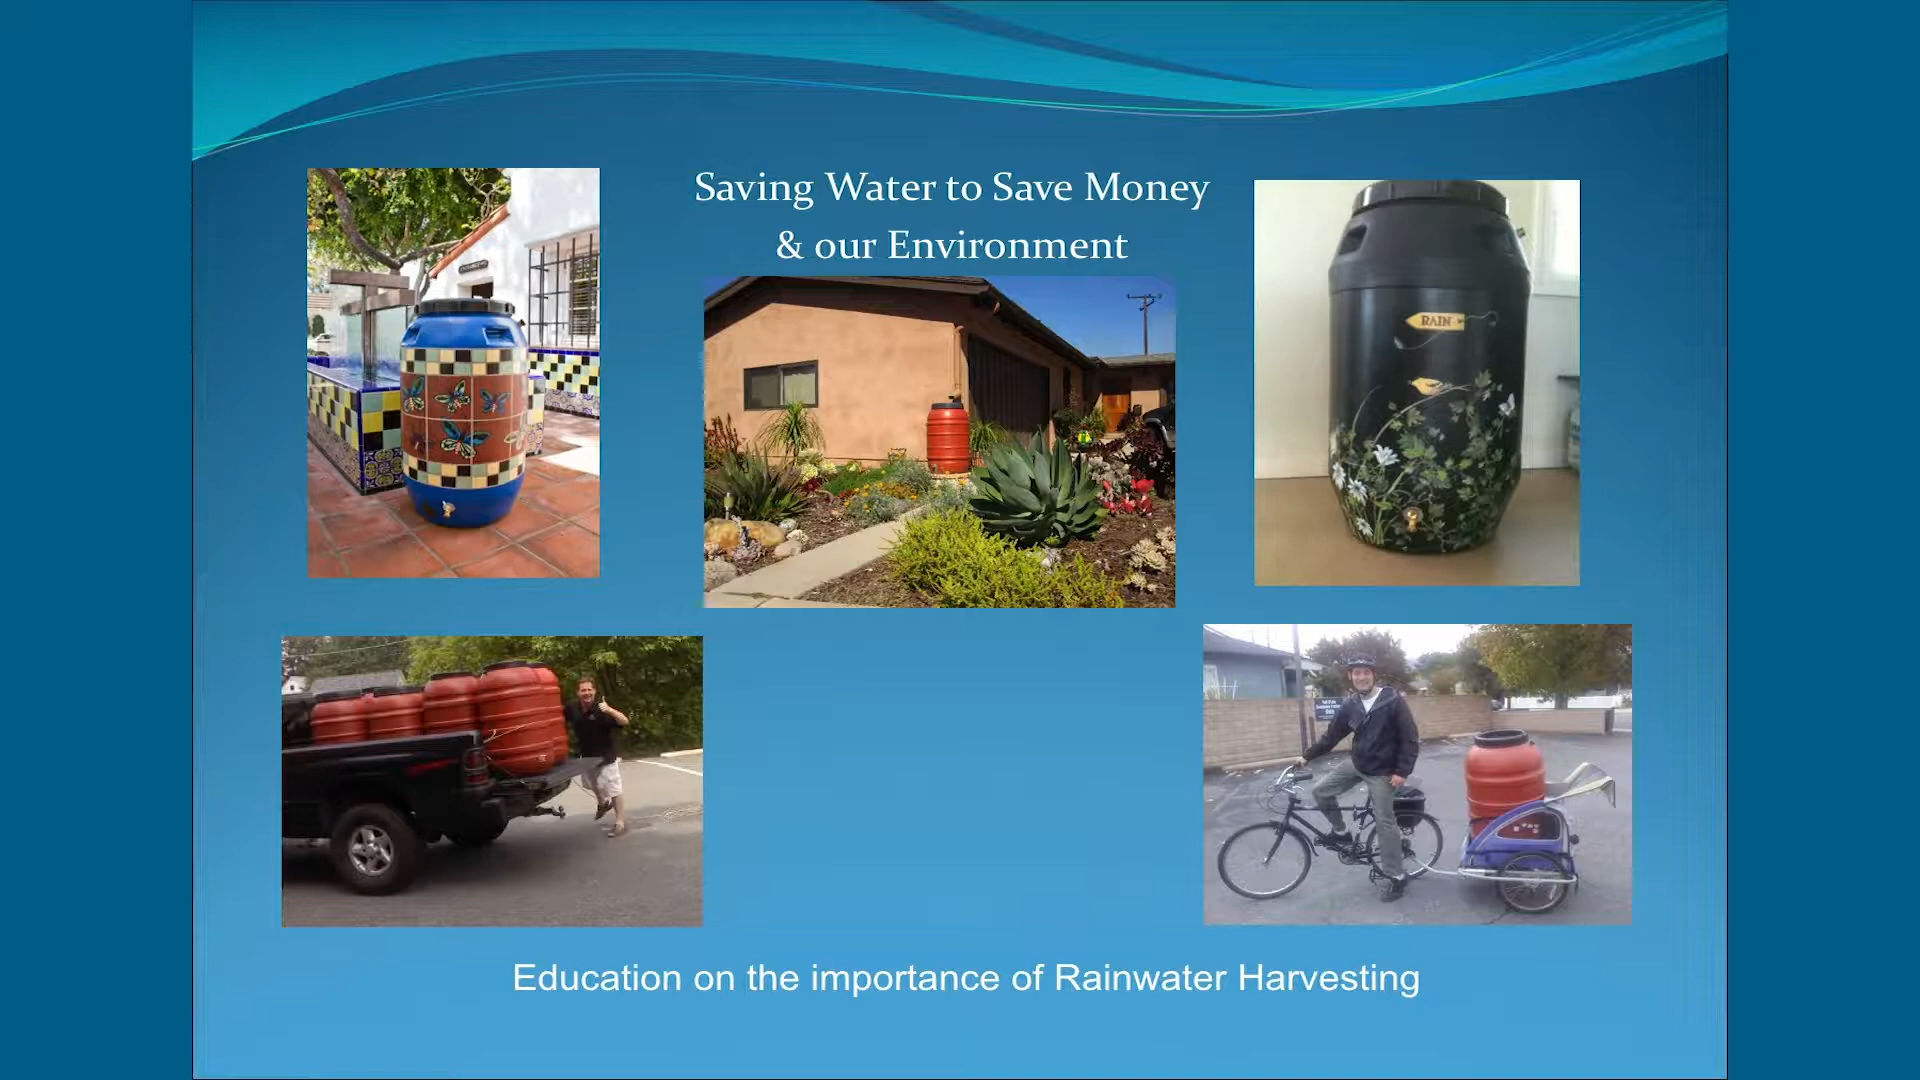 Saving Water to Save Money
& our Environment
RAIN
Education on the importance of Rainwater Harvesting